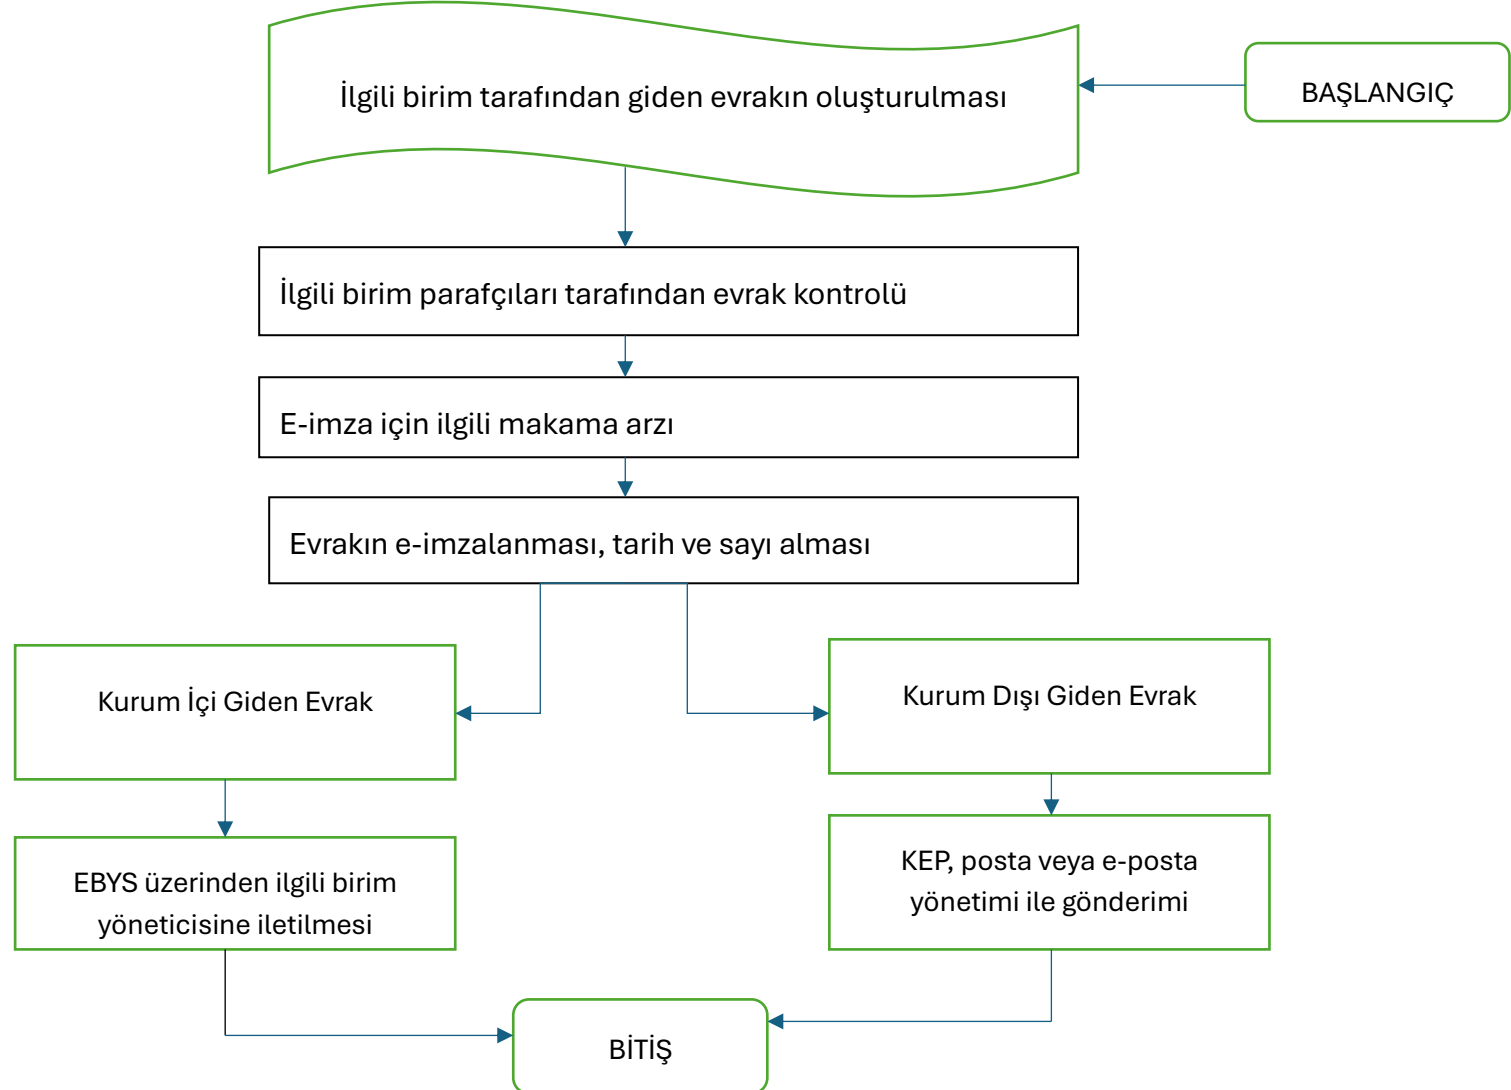 İlgili birim tarafından giden evrakın oluşturulması
BAŞLANGIÇ
İlgili birim parafçıları tarafından evrak kontrolü
E-imza için ilgili makama arzı
Evrakın e-imzalanması, tarih ve sayı alması
Kurum İçi Giden Evrak
Kurum Dışı Giden Evrak
EBYS üzerinden ilgili birim
yöneticisine iletilmesi
KEP, posta veya e-posta
yönetimi ile gönderimi
BİTİŞ